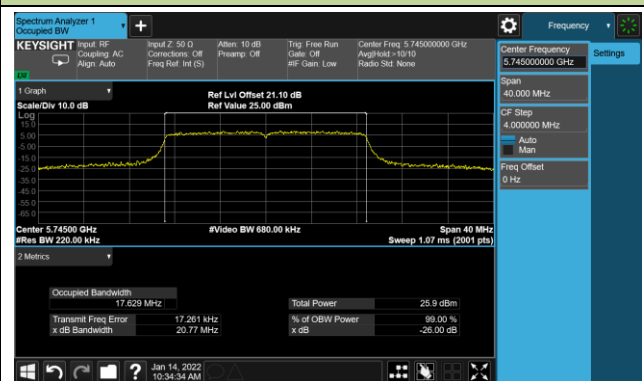 Spectrum Analyzer 1
Occupied BW
Frequency
KEYSIGHT
Input: RF
Coupling: AC
Align: Auto
Input Z: 50 Ω
Corrections: Off
Freq Ref: Int (S)
Atten: 10 dB
Preamp: Off
Trig: Free Run
Gate: Off
#IF Gain: Low
Center Freq: 5.745000000 GHz
Avg|Hold:>10/10
Radio Std: None
Center Frequency
5.745000000 GHz
Settings
Span
40.000 MHz
CF Step
4.000000 MHz
Auto
Man
Freq Offset
0 Hz
1 Graph
Ref Lvl Offset 21.10 dB
Scale/Div 10.0 dB
Ref Value 25.00 dBm
Log
15.0
5.00
-5.00
-15.0
-25.0
-35.0
-45.0
-55.0
-65.0
Center 5.74500 GHz
#Video BW 680.00 kHz
Span 40 MHz
#Res BW 220.00 kHz
Sweep 1.07 ms (2001 pts)
2 Metrics
Occupied Bandwidth
17.629 MHz
Total Power
25.9 dBm
Transmit Freq Error
17.261 kHz
% of OBW Power
99.00 %
x dB Bandwidth
20.77 MHz
x dB
-26.00 dB
?
Jan 14, 2022
10:34:34 AM